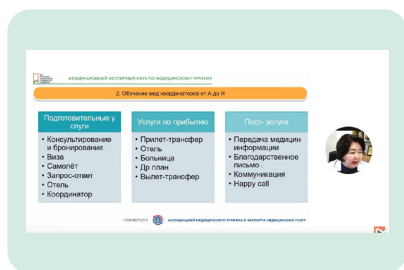 МЕЖДУНАРОДНЫЙ ЭКСПЕРТНЫЙ КЛУБ ПО МЕДИЦИНСКОМУ ТУРИЗМУ
2. Обучение мед координаторов от А до Я
Подготовительные у
слуги
• Консультирование
и бронирование
• Виза
• Самолёт
• Запрос-ответ
• Отель
• Координатор
Услуги по прибытию
• Прилет-трансфер
• Отель
• Больница
• Др план
• Вылет-трансфер
Пост- услуги
• Передача медицин
информации
• Благодарственное
письмо
• Коммуникация
• Happy call
СОВМЕСТНО С
АССОЦИАЦИЕЙ МЕДИЦИНСКОГО ТУРИЗМА И ЭКСПОРТА МЕДИЦИНСКИХ УСЛУГ